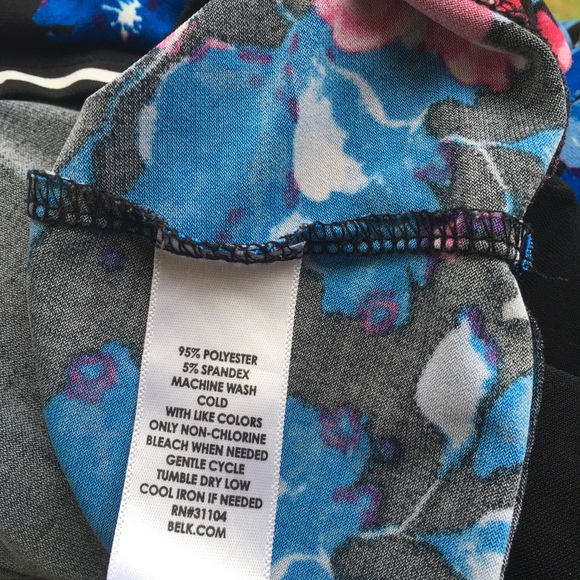 95% POLYESTER
5% SPANDEX
MACHINE WASH
COLD
WITH LIKE COLORS
ONLY NON-CHLORINE
BLEACH WHEN NEEDED
GENTLE CYCLE
TUMBLE DRY LOW
COOL IRON IF NEEDED
RN#31104
BELK.COM